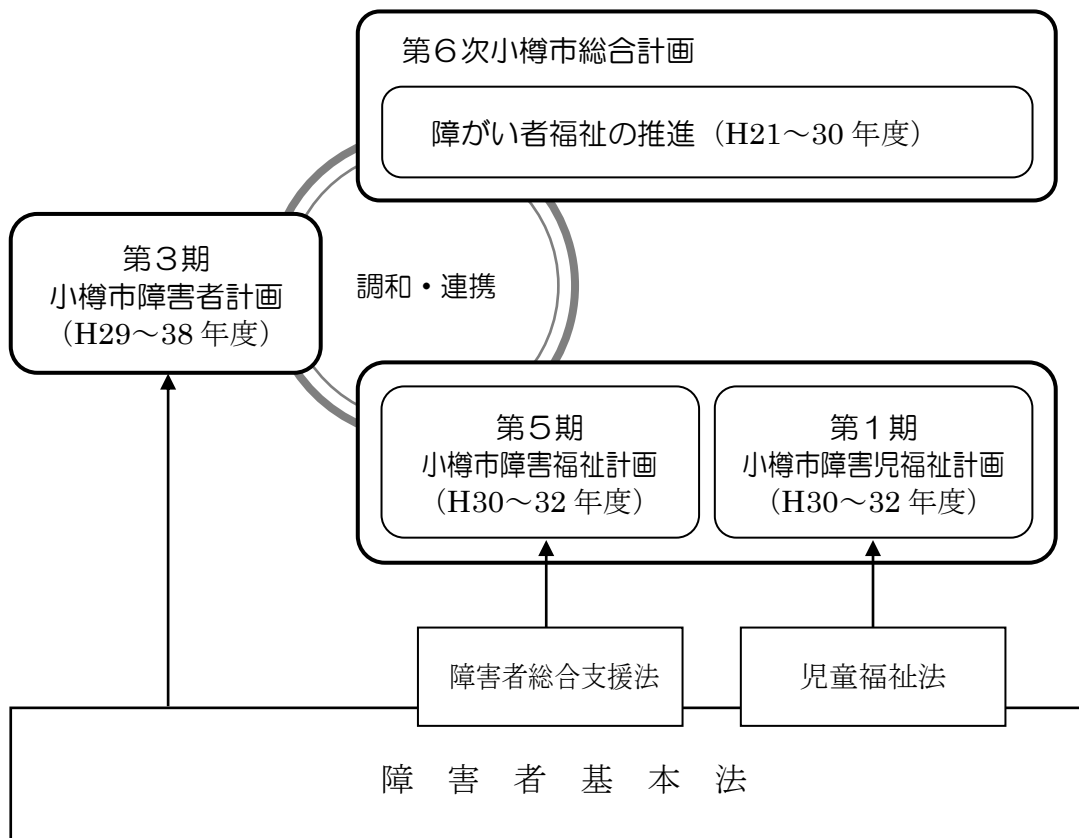 第６次小樽市総合計画
障がい者福祉の推進（H21～30 年度）
第３期
小樽市障害者計画
（H29～38 年度）
調和・連携
第５期
小樽市障害福祉計画
（H30～32 年度）
第１期
小樽市障害児福祉計画
（H30～32 年度）
障害者総合支援法
児童福祉法
障害者基本法